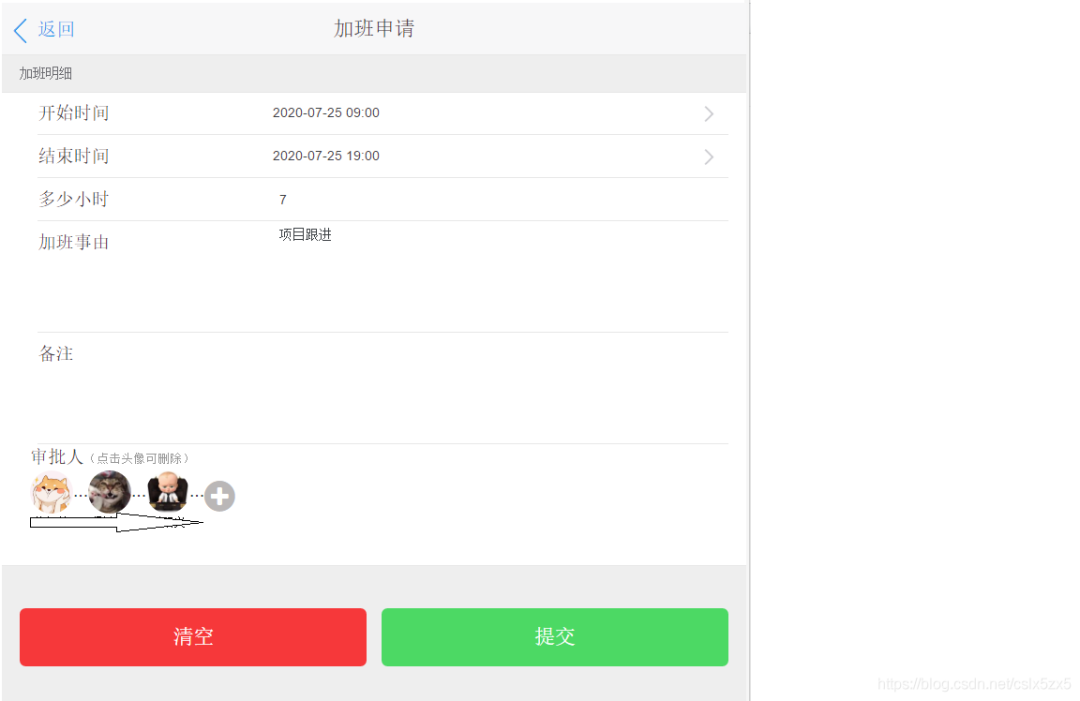 返回 加班申请
加班明细
开始时间 2020-07-25 09:00
结束时间 2020-07-25 19:00
多少小时 7
加班事由 项目跟进
备注
审批人（点击头像可删除）
清空 提交
https://blog.csdn.net/cslx5zx5